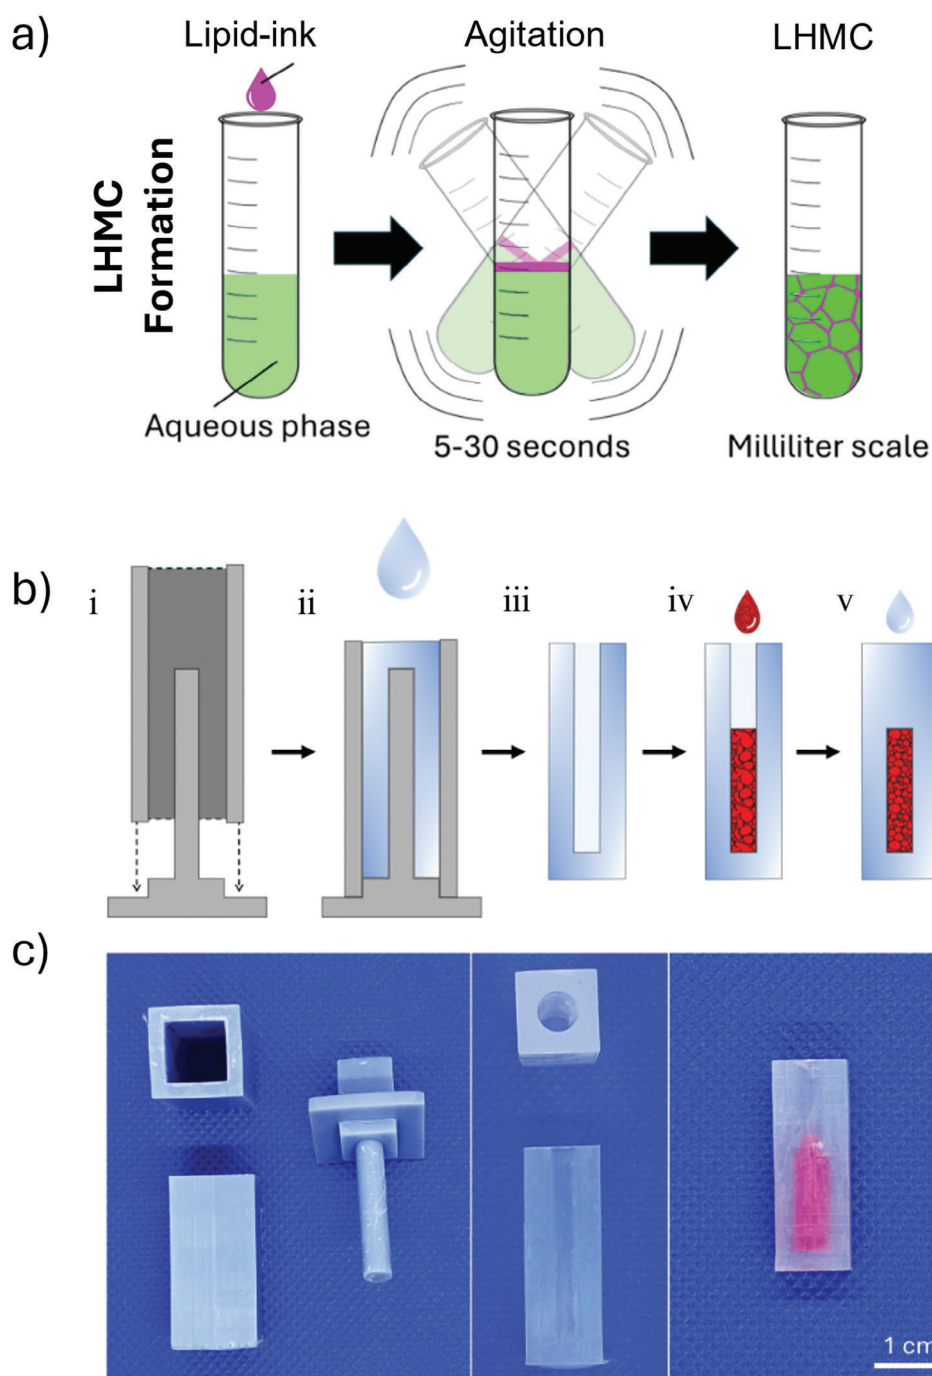 a)
Lipid-ink
Agitation
LHMC
LHMC
Formation
Aqueous phase
5-30 seconds
Milliliter scale
b)
i
ii
iii
iv
v
c)
1 cm